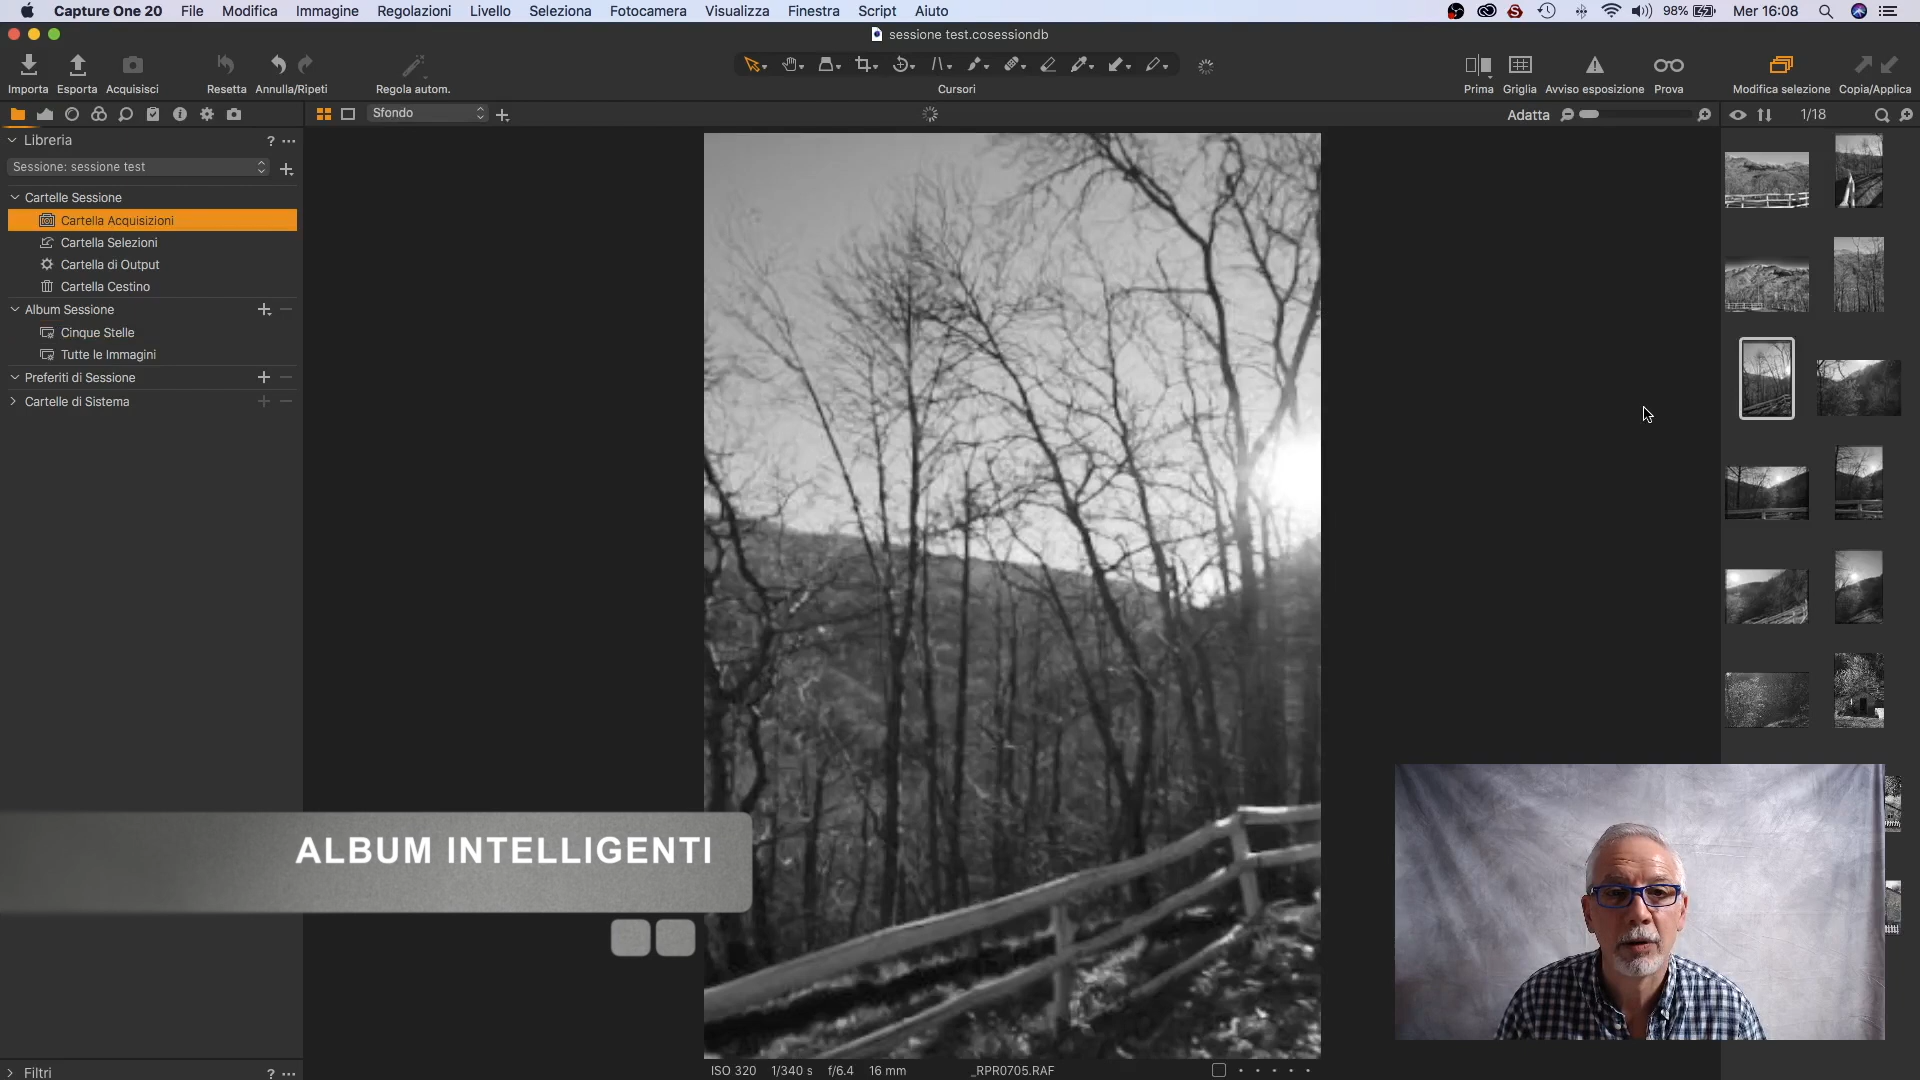 Capture One 20 File Modifica Immagine Regolazioni Livello Seleziona Fotocamera Visualizza Finestra Script Aiuto 98% Mer 16:08
sessione test.cosessiondb
Importa Esporta Acquisisci Resetta Annulla/Ripeti Regola autom. Cursori Prima Griglia Avviso esposizione Prova Modifica selezione Copia/Applica
Sfondo Adatta 1/18
Libreria ? ...
Sessione: sessione test
Cartelle Sessione
Cartella Acquisizioni
Cartella Selezioni
Cartella di Output
Cartella Cestino
Album Sessione
Cinque Stelle
Tutte le Immagini
Preferiti di Sessione
Cartelle di Sistema
ALBUM INTELLIGENTI
Filtri ? ...
ISO 320 1/340 s f/6.4 16 mm _RPR0705.RAF